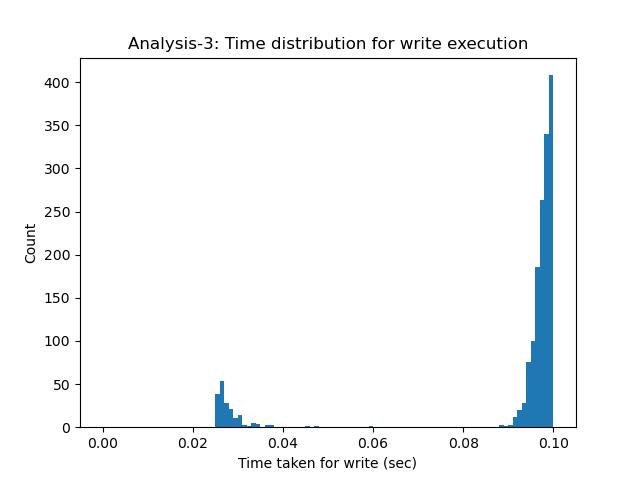 Analysis-3: Time distribution for write execution
400
350
300
250
200
150
100
50
0
Count
0.00 0.02 0.04 0.06 0.08 0.10
Time taken for write (sec)